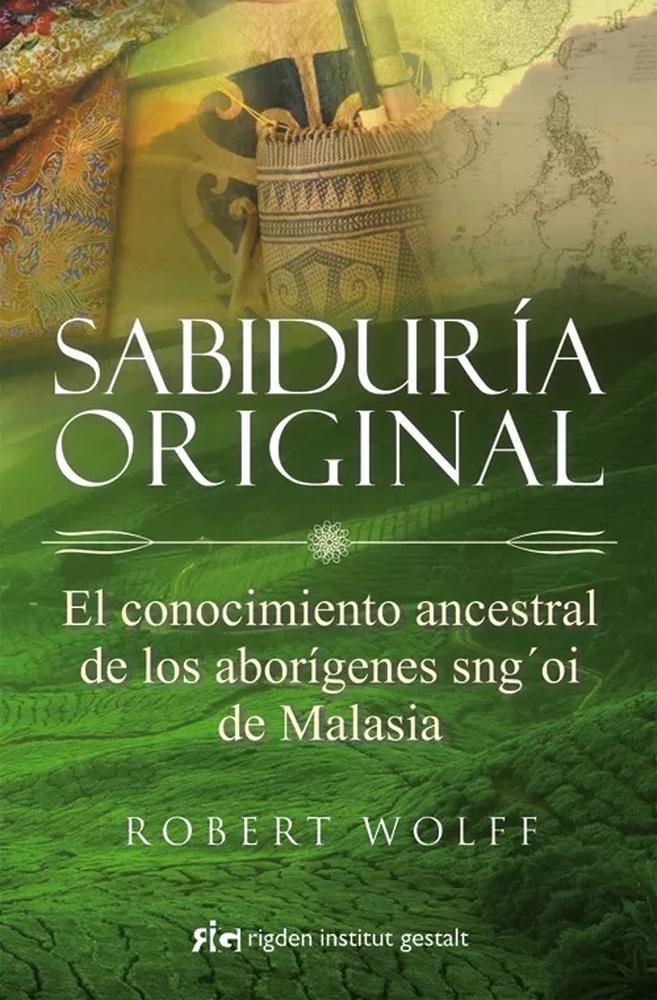 SABIDURÍA
ORIGINAL
El conocimiento ancestral
de los aborígenes sng´oi
de Malasia
ROBERT WOLFF
RIG rigden institut gestalt